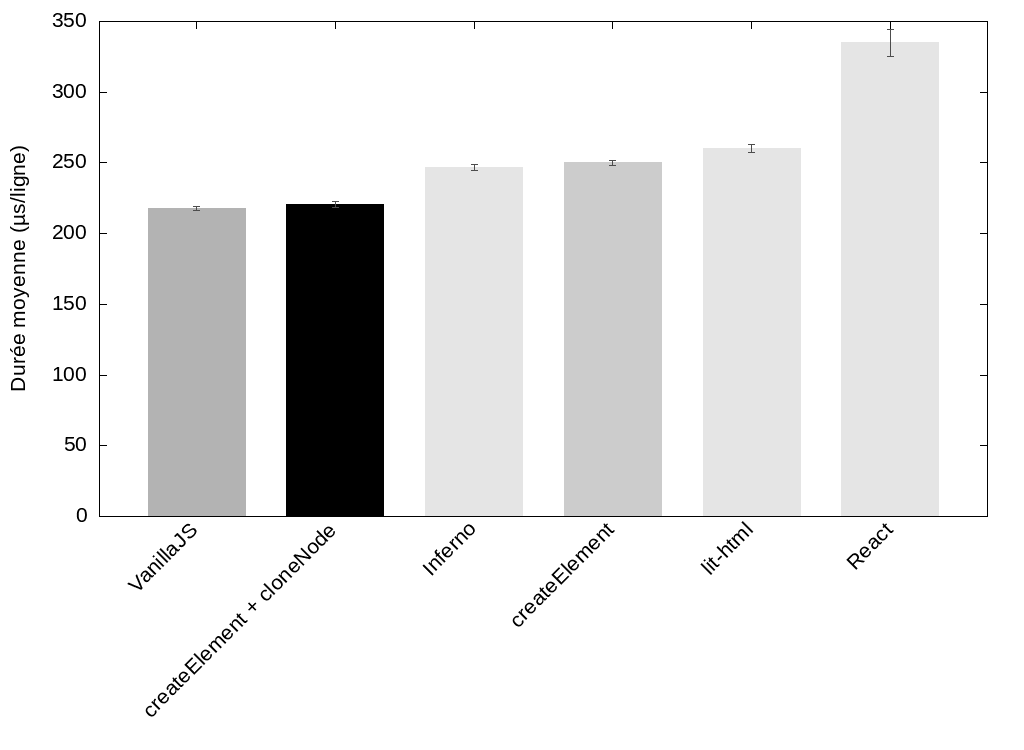 350
300
250
200
150
100
50
0
Durée moyenne (µs/ligne)
VanillaJS
createElement + cloneNode
Inferno
createElement
lit-html
React